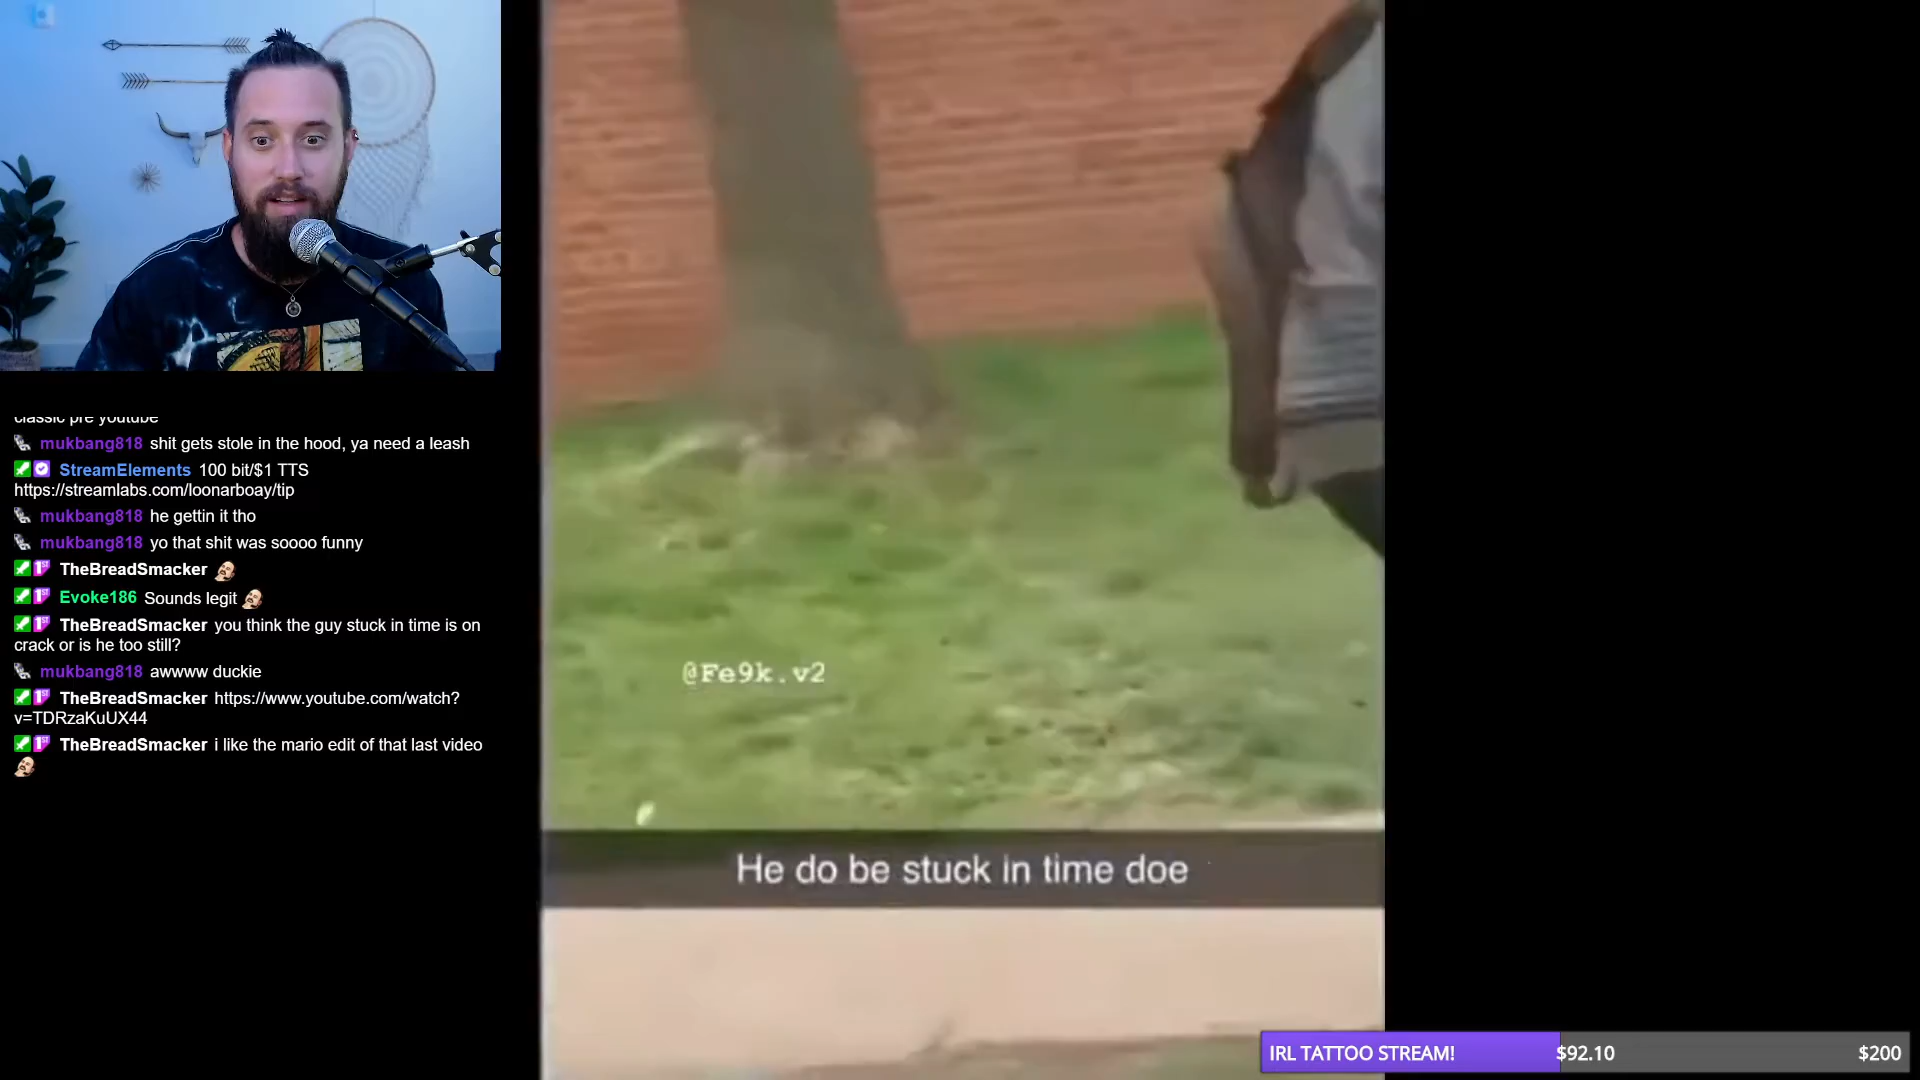 classic pre youtube
mukbang818 shit gets stole in the hood, ya need a leash
StreamElements 100 bit/$1 TTS
https://streamlabs.com/loonarboay/tip
mukbang818 he gettin it tho
mukbang818 yo that shit was soooo funny
TheBreadSmacker
Evoke186 Sounds legit
TheBreadSmacker you think the guy stuck in time is on
crack or is he too still?
mukbang818 awwww duckie
TheBreadSmacker https://www.youtube.com/watch?
v=TDRzaKuUX44
TheBreadSmacker i like the mario edit of that last video
@Fe9k.v2
He do be stuck in time doe
IRL TATTOO STREAM! $92.10 $200